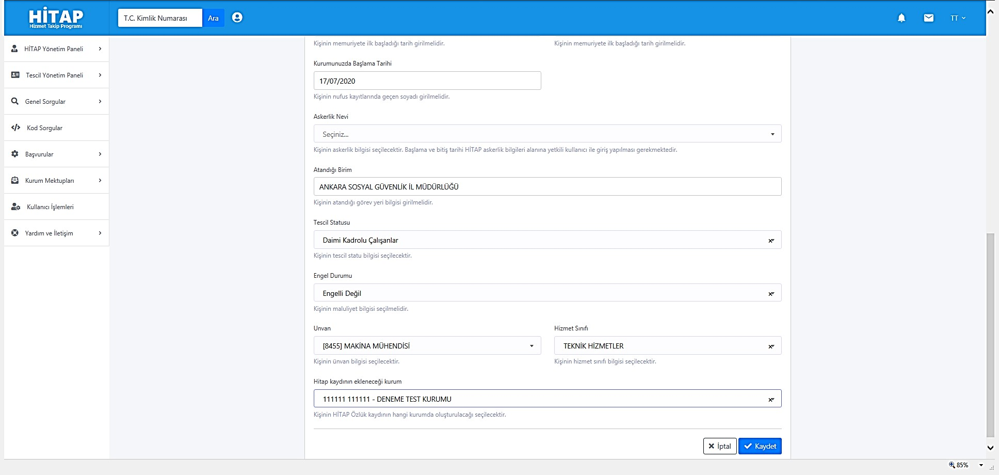 HİTAP
Hizmet Takip Programı
T.C. Kimlik Numarası
Ara
TT
HİTAP Yönetim Paneli
Tescil Yönetim Paneli
Genel Sorgular
Kod Sorgular
Başvurular
Kurum Mektupları
Kullanıcı İşlemleri
Yardım ve İletişim
Kişinin memuriyete ilk başladığı tarih girilmelidir.
Kişinin memuriyete ilk başladığı tarih girilmelidir.
Kurumunuzda Başlama Tarihi
17/07/2020
Kişinin nufus kayıtlarında geçen soyadı girilmelidir.
Askerlik Nevi
Seçiniz...
Kişinin askerlik bilgisi seçilecektir. Başlama ve bitiş tarihi HİTAP askerlik bilgileri alanına yetkili kullanıcı ile giriş yapılması gerekmektedir.
Atandığı Birim
ANKARA SOSYAL GÜVENLİK İL MÜDÜRLÜĞÜ
Kişinin atandığı görev yeri bilgisi girilmelidir.
Tescil Statusu
Daimi Kadrolu Çalışanlar
Kişinin tescil statu bilgisi seçilecektir.
Engel Durumu
Engelli Değil
Kişinin maluliyet bilgisi seçilmelidir.
Unvan
Hizmet Sınıfı
[8455] MAKİNA MÜHENDİSİ
TEKNİK HİZMETLER
Kişinin ünvan bilgisi seçilecektir.
Kişinin hizmet sınıfı bilgisi seçilecektir.
Hitap kaydının ekleneceği kurum
111111 111111 - DENEME TEST KURUMU
Kişinin HİTAP Özlük kaydının hangi kurumda oluşturulacağı seçilecektir.
İptal
Kaydet
85%